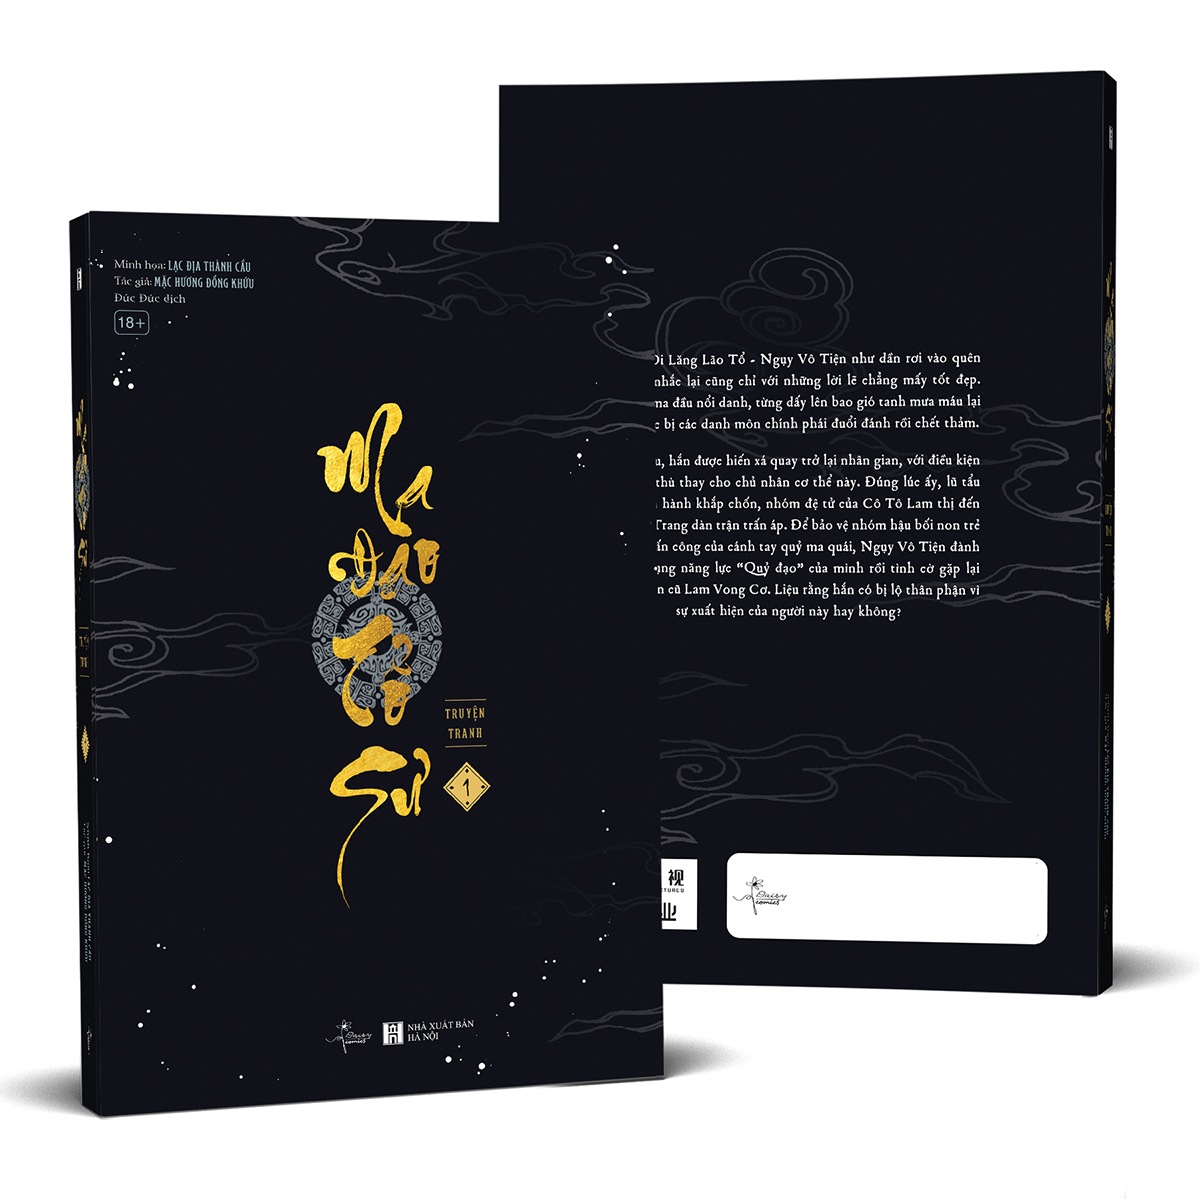 Minh họa: LẠC ĐỊA THÀNH CẦU
Tác giả: MẶC HƯƠNG ĐỒNG KHỨU
Đúc Đúc dịch
18+
Ma
Đạo
Tổ
Sư
TRUYỆN
TRANH
1
Daisy
comics
NHÀ XUẤT BẢN
HÀ NỘI
Lăng Lão Tổ - Ngụy Vô Tiện như dần rơi vào quên
nhắc lại cũng chỉ với những lời lẽ chẳng mấy tốt đẹp.
đầu nổi danh, từng dấy lên bao gió tanh mưa máu lại
bị các danh môn chính phái đuổi đánh rồi chết thảm.
hắn được hiến xá quay trở lại nhân gian, với điều kiện
thù thay cho chủ nhân cơ thể này. Đúng lúc ấy, lũ tẩu
hành khắp chốn, nhóm đệ tử của Cô Tô Lam thị đến
Trang dàn trận trấn áp. Để bảo vệ nhóm hậu bối non trẻ
công của cánh tay quỷ ma quái, Ngụy Vô Tiện đành
năng lực “Quỷ đạo” của mình rồi tình cờ gặp lại
cũ Lam Vong Cơ. Liệu rằng hắn có bị lộ thân phận vì
sự xuất hiện của người này hay không?
视
业
Daisy
comics